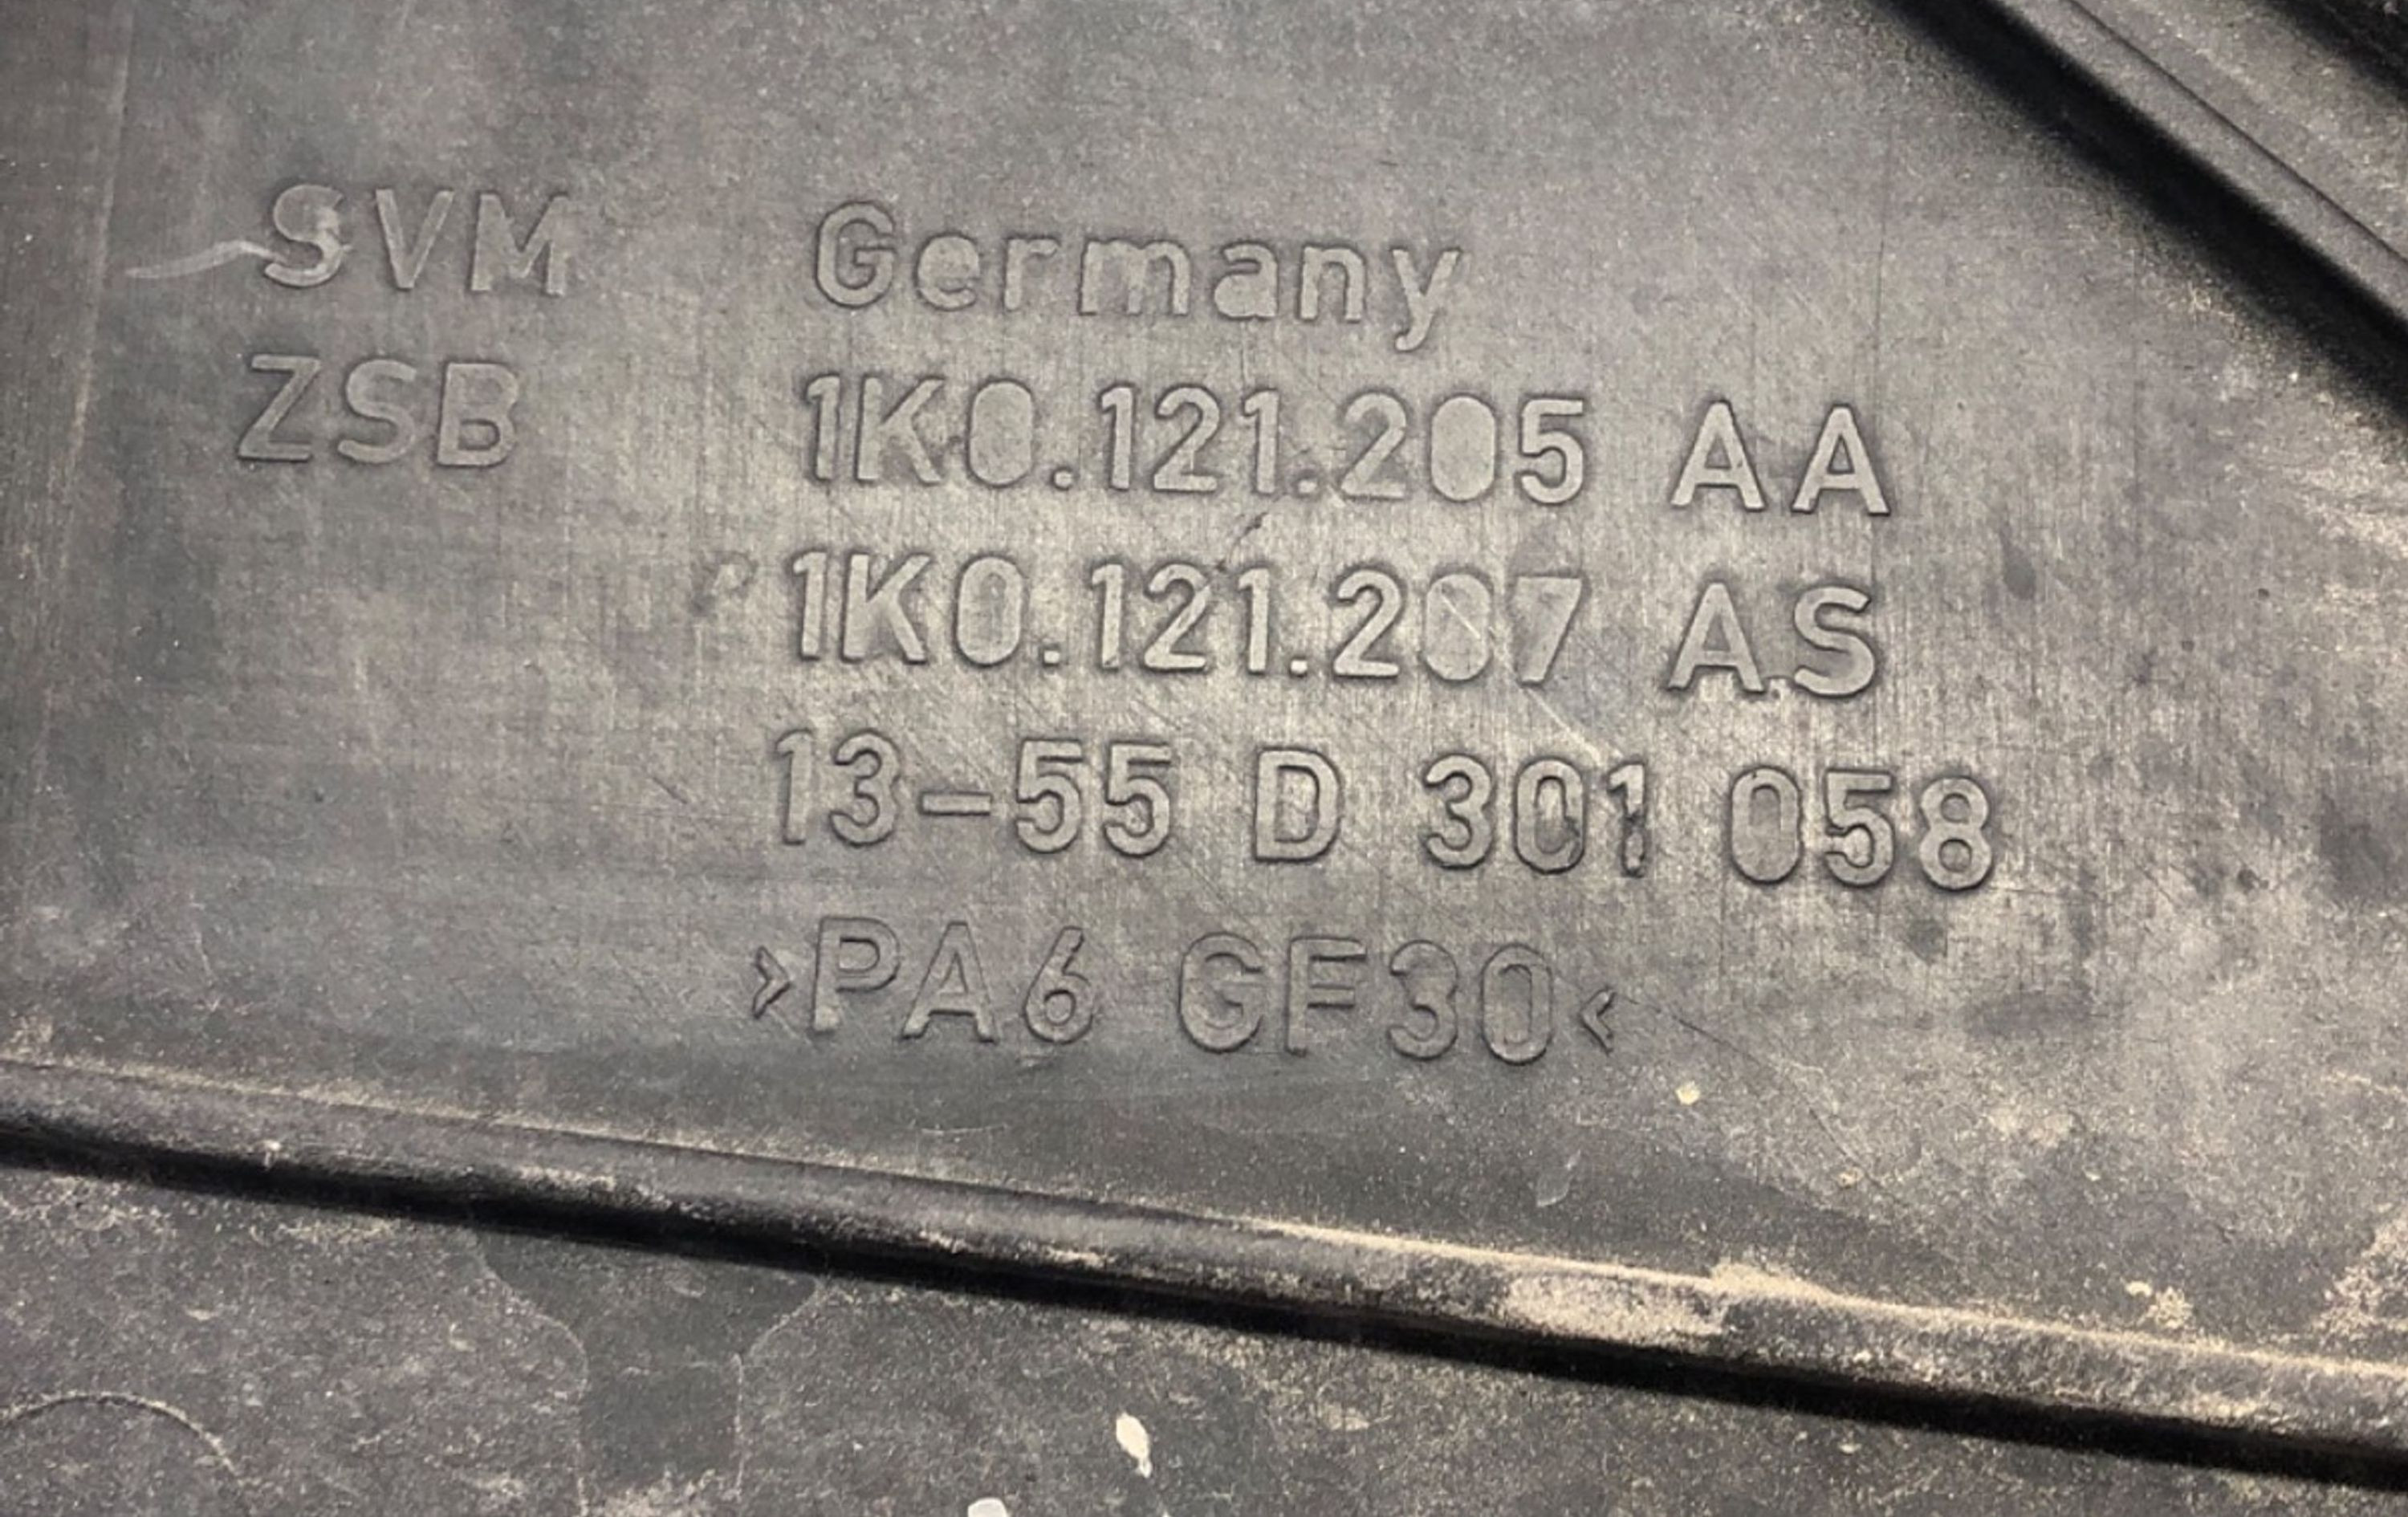 SVM Germany
ZSB 1K0.121.205 AA
1K0.121.207 AS
13-55 D 301 058
>PA6 GF30<